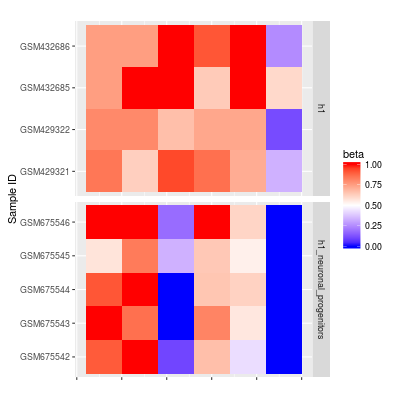 GSM432686
GSM432685
GSM429322
GSM429321
h1
GSM675546
GSM675545
GSM675544
GSM675543
GSM675542
h1_neuronal_progenitors
Sample ID
beta
1.00
0.75
0.50
0.25
0.00